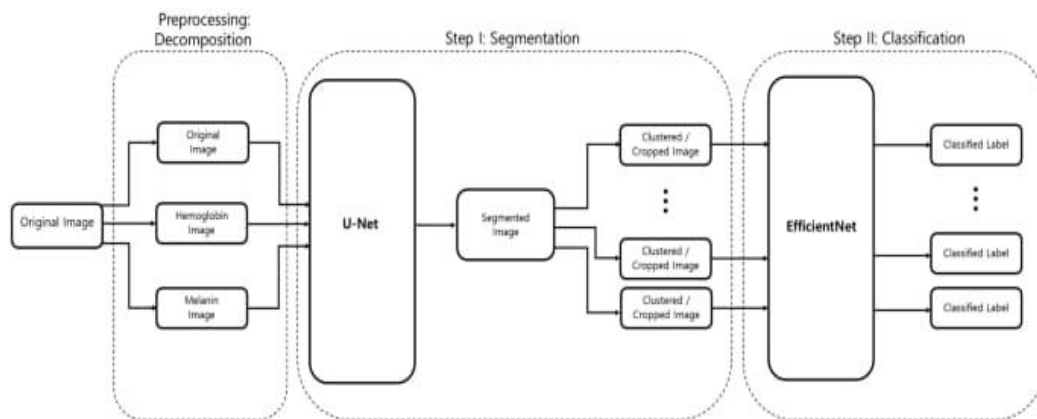 Preprocessing:
Decomposition
Step I: Segmentation
Step II: Classification
Original Image
Original
Image
Hemoglobin
Image
Melanin
Image
U-Net
Segmented
Image
Clustered /
Cropped Image
Clustered /
Cropped Image
Clustered /
Cropped Image
EfficientNet
Classified Label
Classified Label
Classified Label